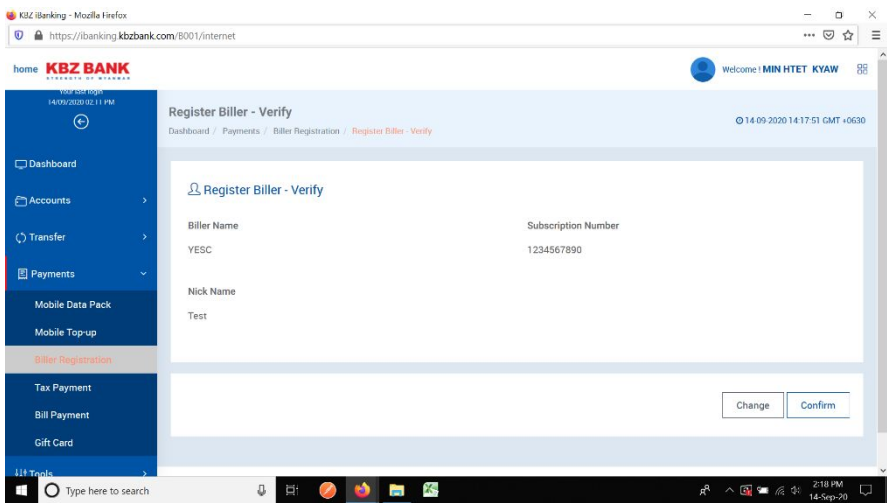 KBZ iBanking - Mozilla Firefox
https://ibanking.kbzbank.com/B001/internet
home KBZ BANK
STRENGTH OF MYANMAR
Welcome ! MIN HTET KYAW
Your last login
14/09/2020 02.11 PM
Register Biller - Verify
Dashboard / Payments / Biller Registration / Register Biller - Verify
14-09-2020 14:17:51 GMT +0630
Dashboard
Accounts
Transfer
Payments
Mobile Data Pack
Mobile Top-up
Biller Registration
Tax Payment
Bill Payment
Gift Card
Tools
Register Biller - Verify
Biller Name
Subscription Number
YESC
1234567890
Nick Name
Test
Change
Confirm
Type here to search
2:18 PM
14-Sep-20